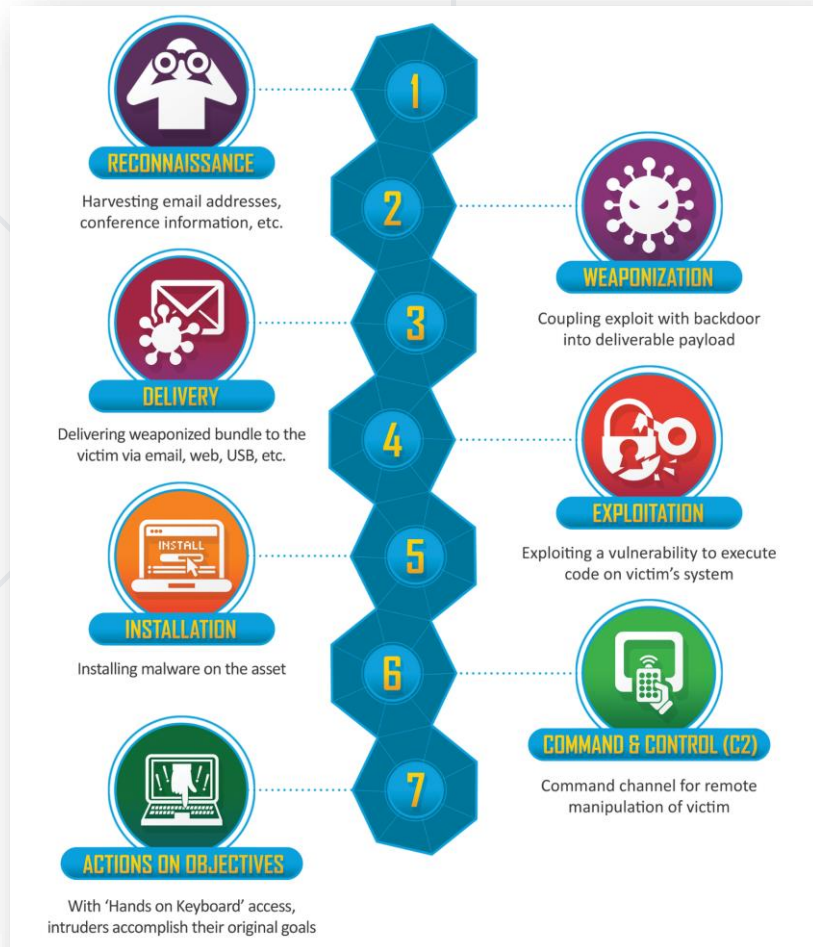 1
RECONNAISSANCE
Harvesting email addresses,
conference information, etc.
2
WEAPONIZATION
Coupling exploit with backdoor
into deliverable payload
3
DELIVERY
Delivering weaponized bundle to the
victim via email, web, USB, etc.
4
EXPLOITATION
Exploiting a vulnerability to execute
code on victim's system
5
INSTALL
INSTALLATION
Installing malware on the asset
6
COMMAND & CONTROL (C2)
Command channel for remote
manipulation of victim
7
ACTIONS ON OBJECTIVES
With 'Hands on Keyboard' access,
intruders accomplish their original goals